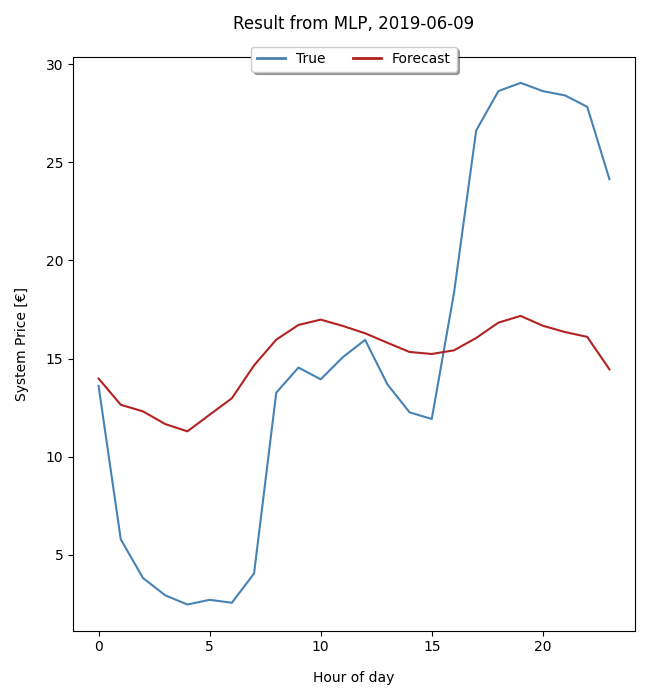 Result from MLP, 2019-06-09
True Forecast
System Price [€]
30
25
20
15
10
5
0 5 10 15 20
Hour of day